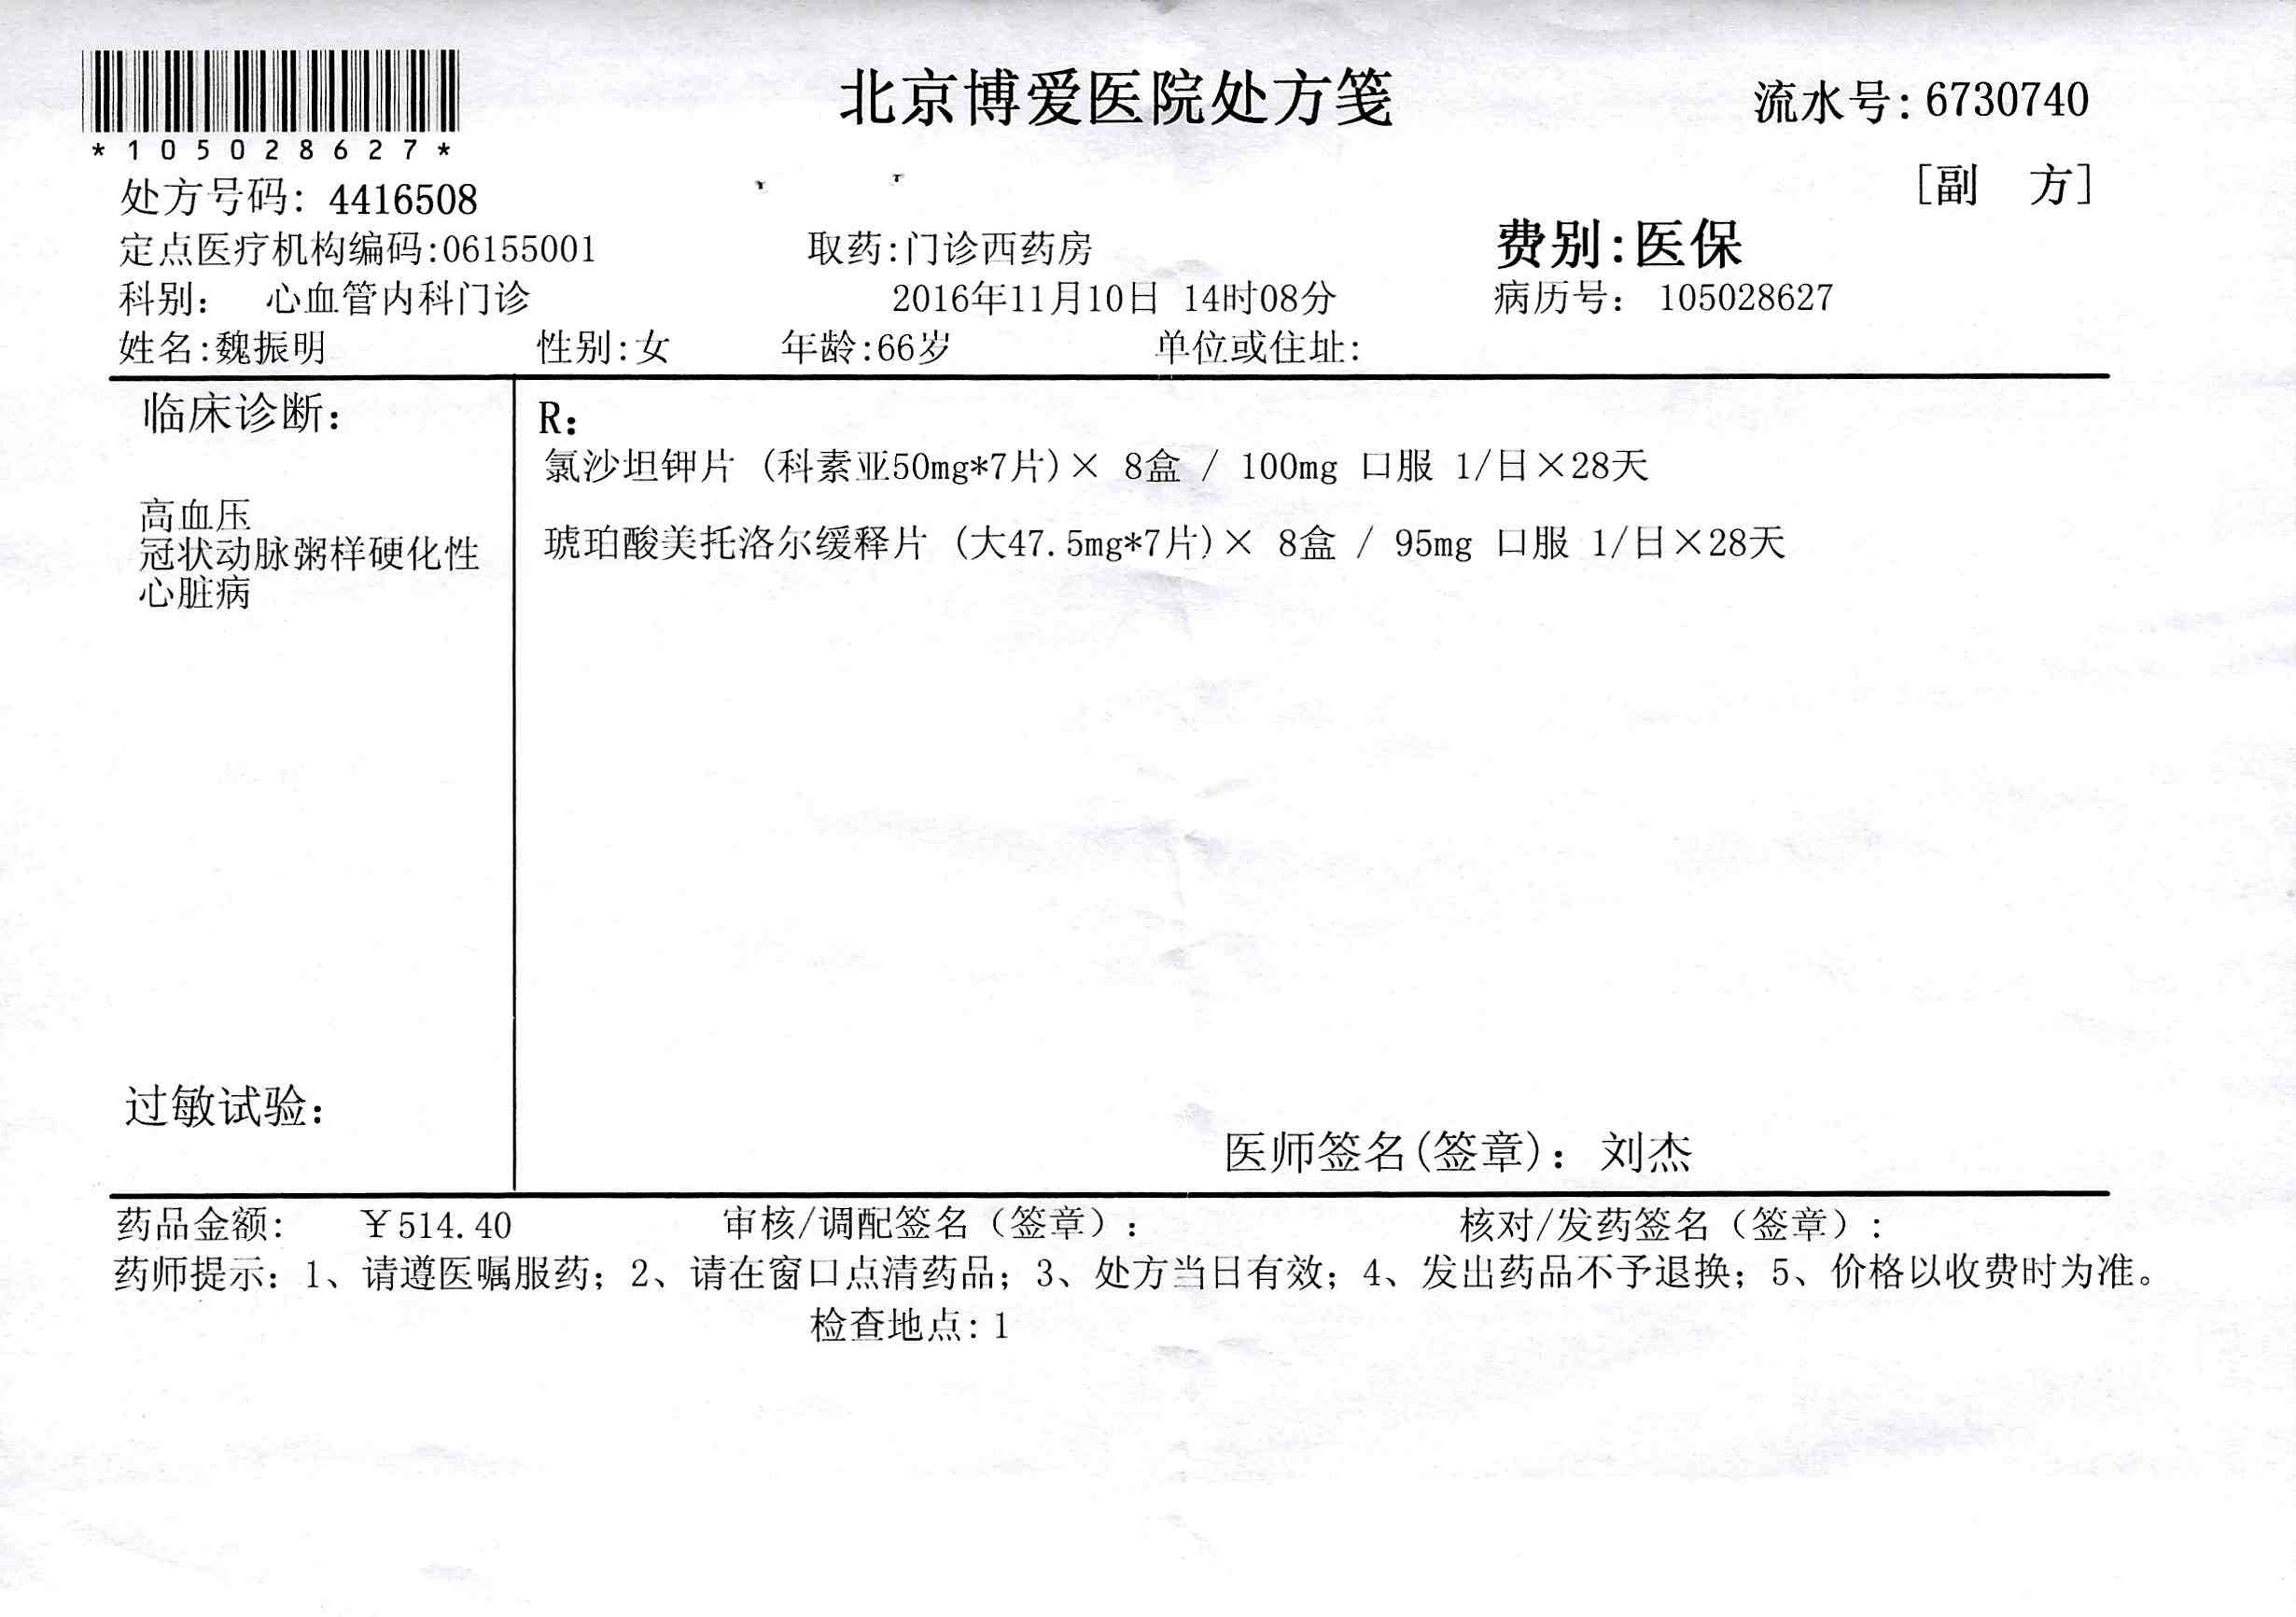 北京博爱医院处方笺
流水号:6730740
*105028627*
[副 方]
处方号码: 4416508
定点医疗机构编码:06155001 取药:门诊西药房 费别:医保
科别: 心血管内科门诊 2016年11月10日 14时08分 病历号: 105028627
姓名:魏振明 性别:女 年龄:66岁 单位或住址:
临床诊断:
高血压
冠状动脉粥样硬化性
心脏病
过敏试验:
R:
氯沙坦钾片 (科素亚50mg*7片)× 8盒 / 100mg 口服 1/日×28天
琥珀酸美托洛尔缓释片 (大47.5mg*7片)× 8盒 / 95mg 口服 1/日×28天
医师签名(签章): 刘杰
药品金额: ￥514.40 审核/调配签名（签章）: 核对/发药签名（签章）:
药师提示: 1、请遵医嘱服药; 2、请在窗口点清药品; 3、处方当日有效; 4、发出药品不予退换; 5、价格以收费时为准。
检查地点: 1